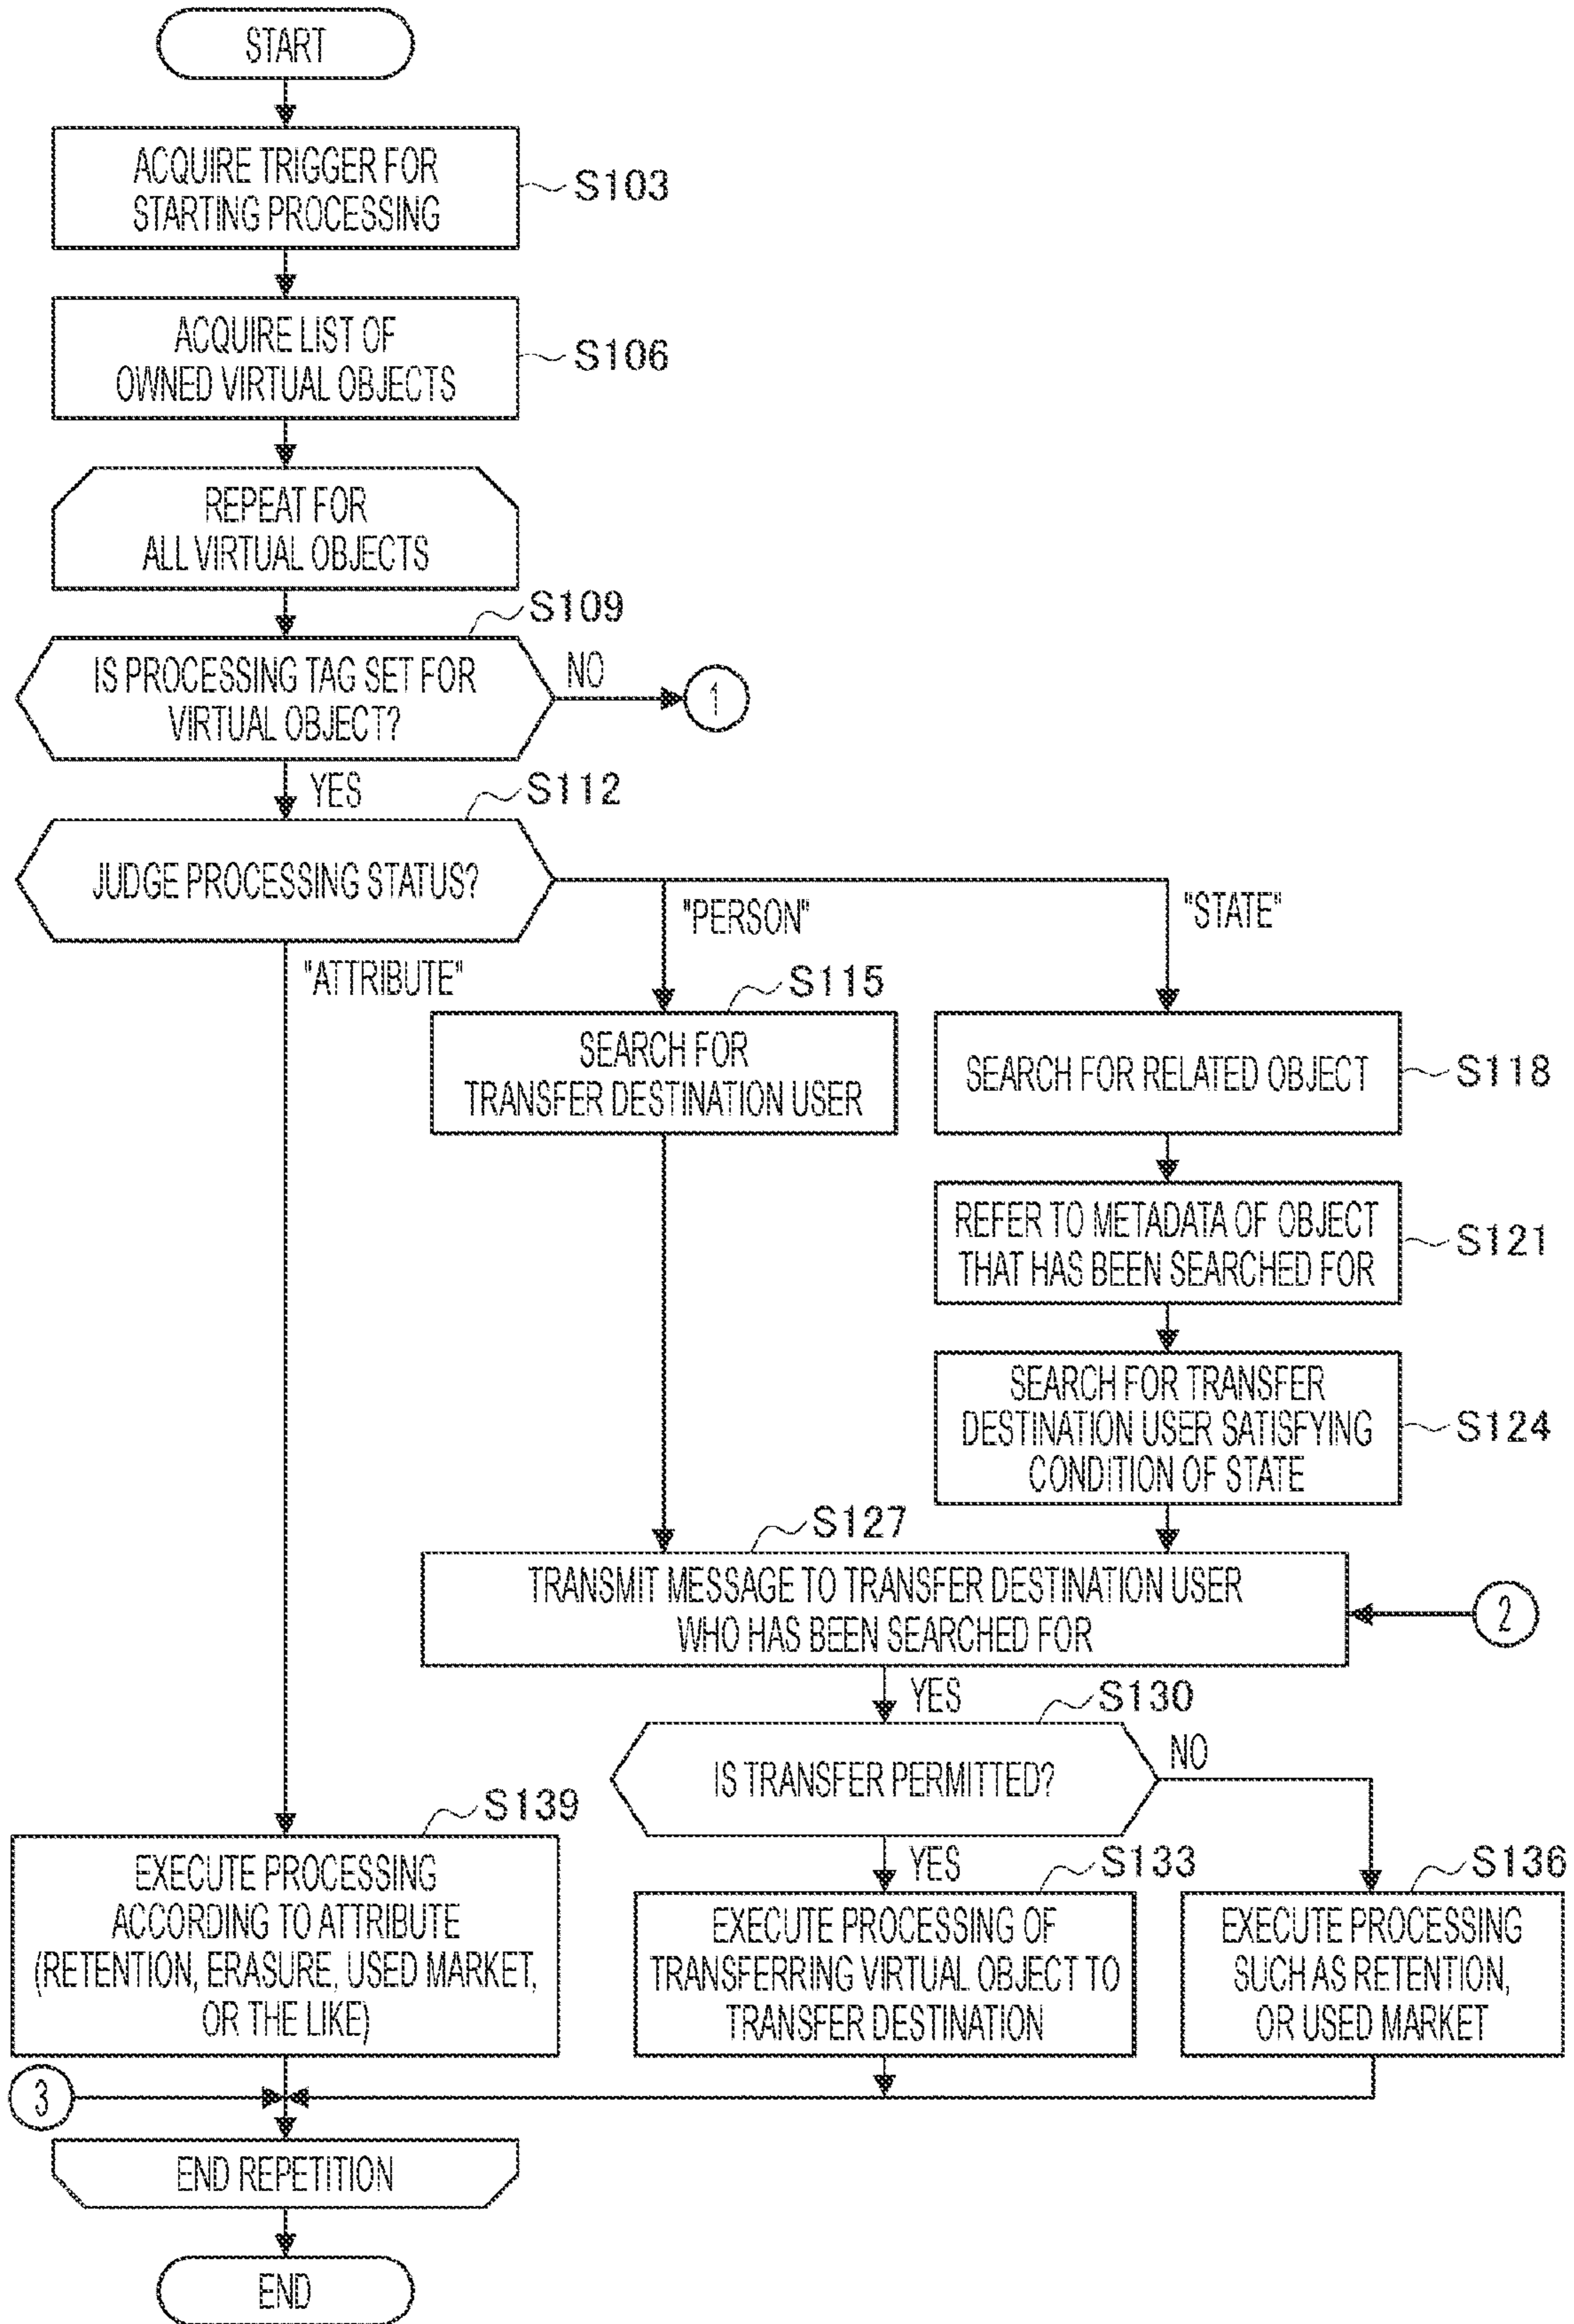 START
ACQUIRE TRIGGER FOR
STARTING PROCESSING
S103
ACQUIRE LIST OF
OWNED VIRTUAL OBJECTS
S106
REPEAT FOR
ALL VIRTUAL OBJECTS
S109
IS PROCESSING TAG SET FOR
VIRTUAL OBJECT?
NO
1
YES
S112
JUDGE PROCESSING STATUS?
"PERSON"
"STATE"
"ATTRIBUTE"
S115
SEARCH FOR
TRANSFER DESTINATION USER
SEARCH FOR RELATED OBJECT
S118
REFER TO METADATA OF OBJECT
THAT HAS BEEN SEARCHED FOR
S121
SEARCH FOR TRANSFER
DESTINATION USER SATISFYING
CONDITION OF STATE
S124
S127
TRANSMIT MESSAGE TO TRANSFER DESTINATION USER
WHO HAS BEEN SEARCHED FOR
2
YES
S130
IS TRANSFER PERMITTED?
NO
S139
EXECUTE PROCESSING
ACCORDING TO ATTRIBUTE
(RETENTION, ERASURE, USED MARKET,
OR THE LIKE)
YES
S133
EXECUTE PROCESSING OF
TRANSFERRING VIRTUAL OBJECT TO
TRANSFER DESTINATION
S136
EXECUTE PROCESSING
SUCH AS RETENTION,
OR USED MARKET
3
END REPETITION
END